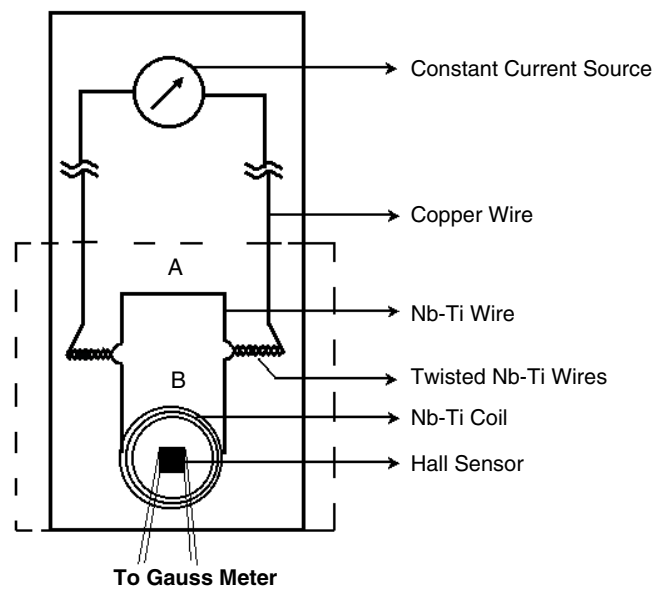 Constant Current Source
Copper Wire
A
Nb-Ti Wire
Twisted Nb-Ti Wires
B
Nb-Ti Coil
Hall Sensor
To Gauss Meter